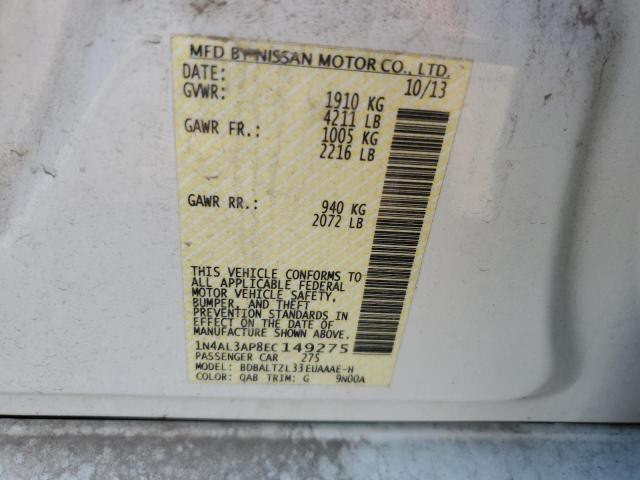 MFD BY NISSAN MOTOR CO., LTD.
DATE: 10/13
GVWR: 1910 KG
4211 LB
GAWR FR.: 1005 KG
2216 LB
GAWR RR.: 940 KG
2072 LB
THIS VEHICLE CONFORMS TO
ALL APPLICABLE FEDERAL
MOTOR VEHICLE SAFETY,
BUMPER, AND THEFT
PREVENTION STANDARDS IN
EFFECT ON THE DATE OF
MANUFACTURE SHOWN ABOVE.
1N4AL3AP8EC149275
PASSENGER CAR 275
MODEL: BDBALTZL33EUAAAE-H
COLOR: QAB TRIM: G 9N00A